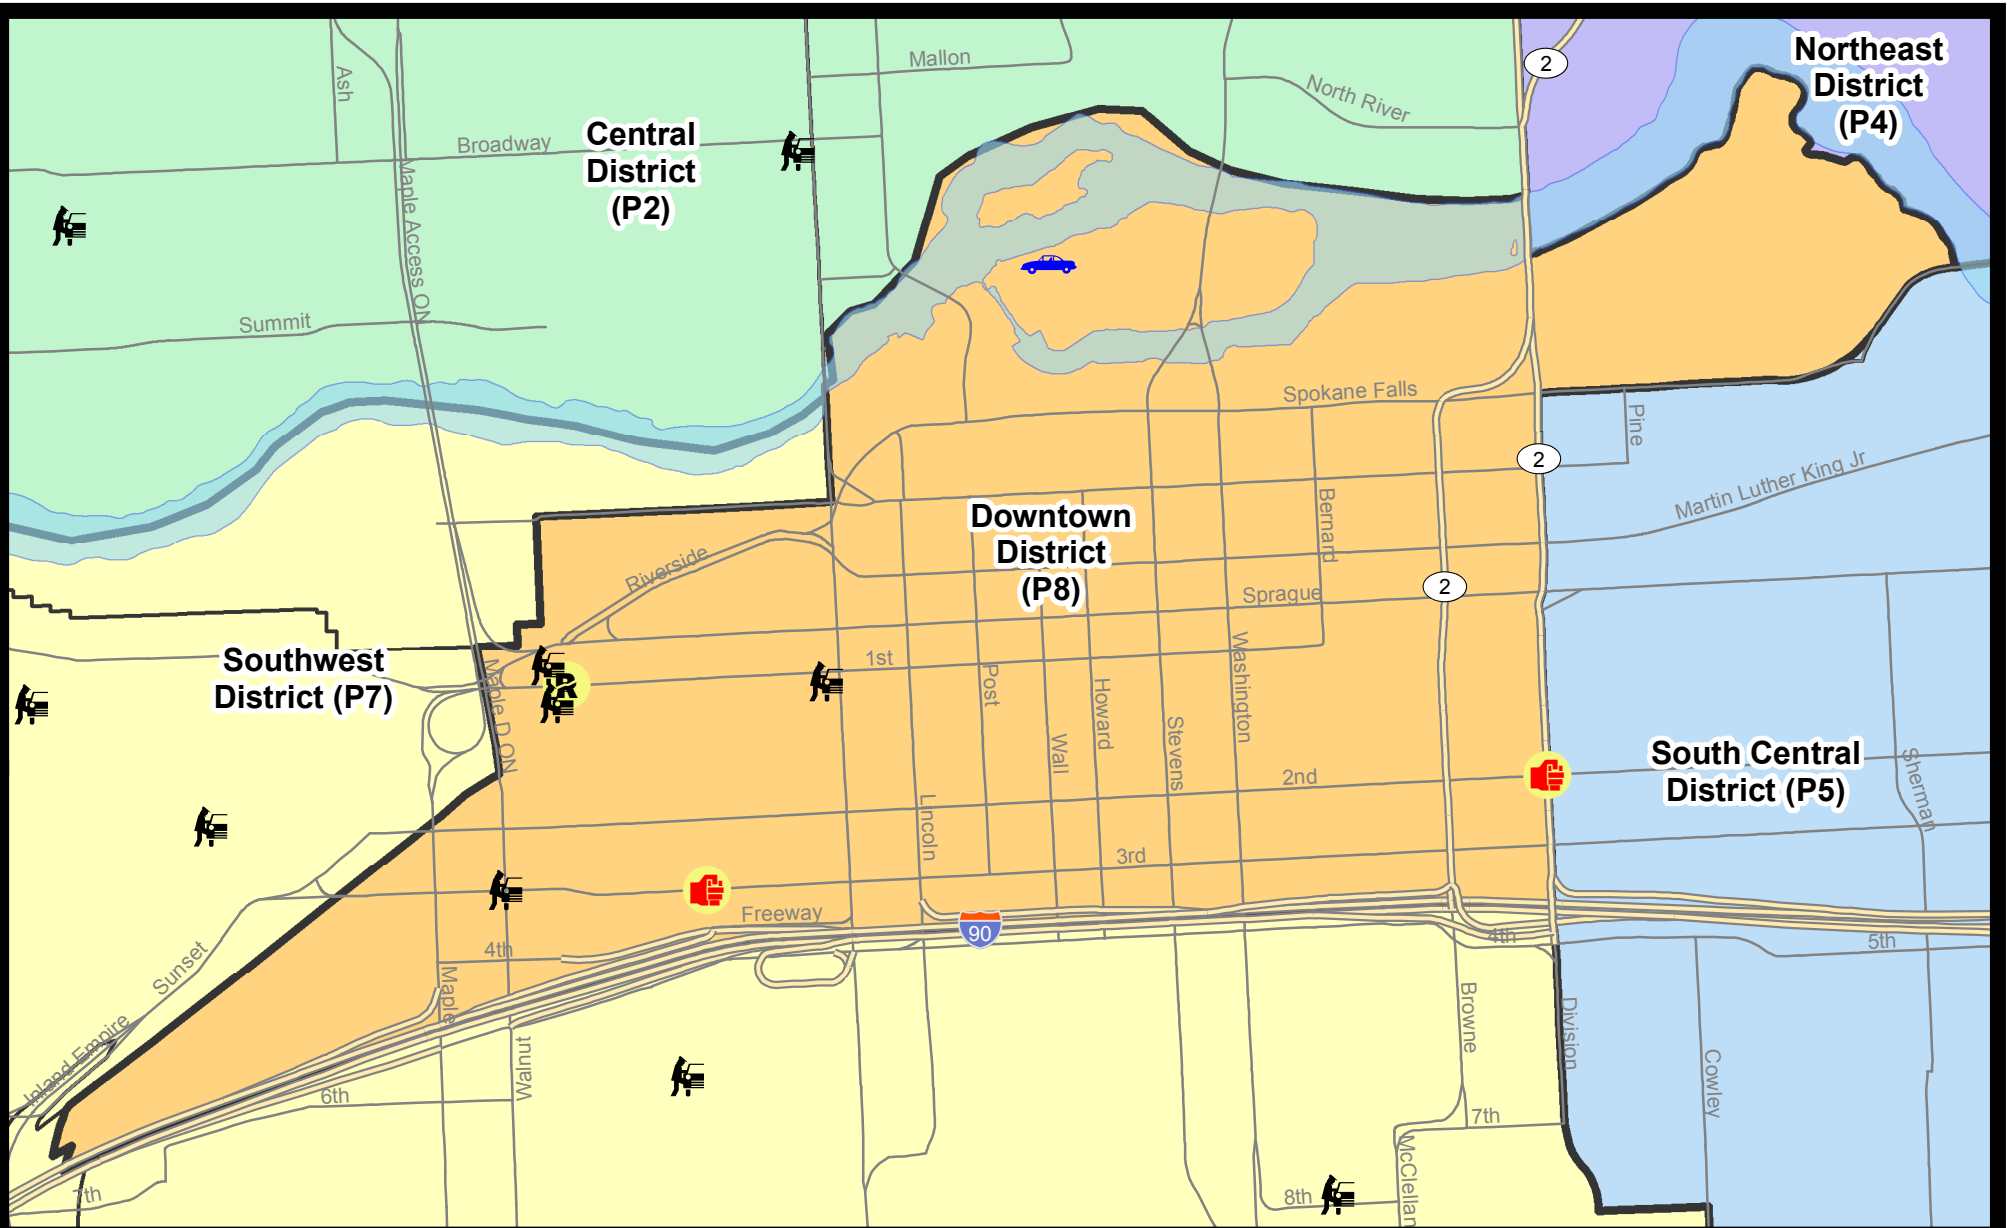 Mallon
2
Northeast
District
(P4)
Ash
North River
Central
District
(P2)
Broadway
Maple Access ON
Summit
Spokane Falls
Pine
2
Martin Luther King Jr
Bernard
Downtown
District
(P8)
Riverside
2
Sprague
Southwest
District (P7)
1st
Washington
Post
Howard
Maple D ON
R
Wall
Stevens
South Central
District (P5)
Sherman
2nd
Lincoln
3rd
Freeway
90
4th
4th
5th
Sunset
Maple
Browne
Division
Inland Empire
Walnut
Cowley
6th
7th
McClellan
7th
8th